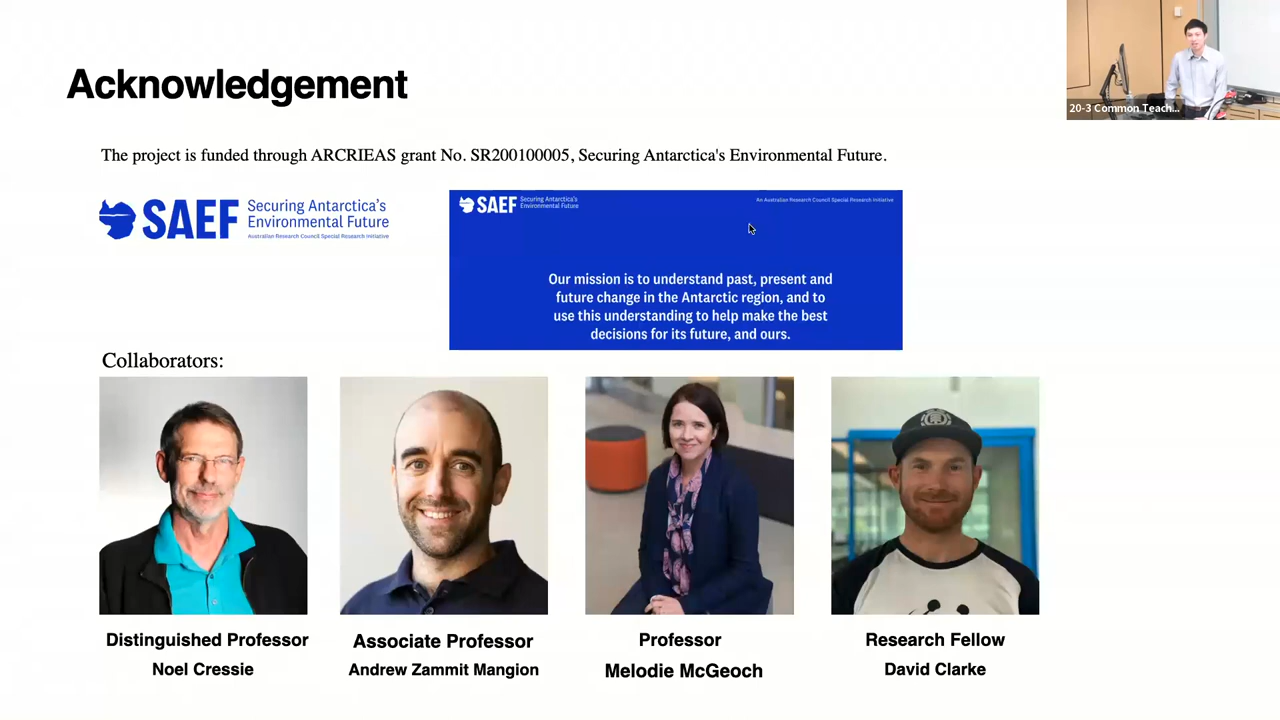 Acknowledgement
20-3 Common Teach...
The project is funded through ARCRIEAS grant No. SR200100005, Securing Antarctica's Environmental Future.
SAEF
Securing Antarctica's
Environmental Future
Australian Research Council Special Research Initiative
SAEF
Securing Antarctica's
Environmental Future
An Australian Research Council Special Research Initiative
Our mission is to understand past, present and
future change in the Antarctic region, and to
use this understanding to help make the best
decisions for its future, and ours.
Collaborators:
Distinguished Professor
Noel Cressie
Associate Professor
Andrew Zammit Mangion
Professor
Melodie McGeoch
Research Fellow
David Clarke